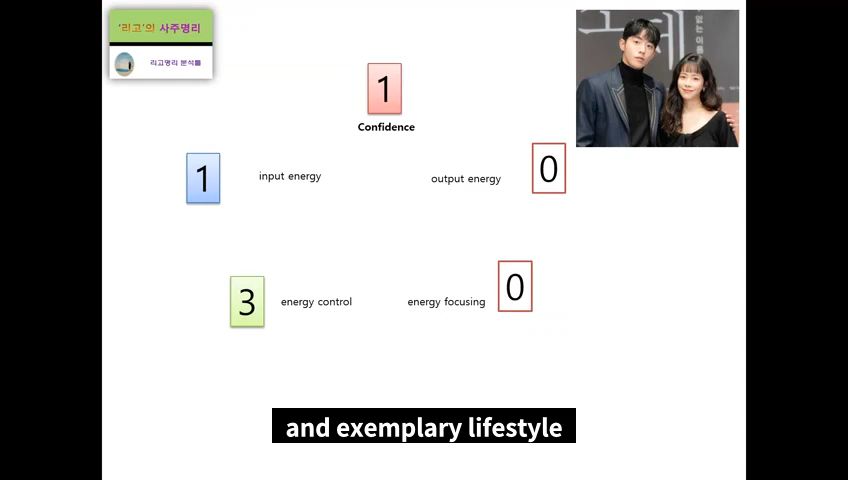 '리고'의 사주명리
리고명리 분석틀
1
Confidence
1
input energy
output energy
0
3
energy control
energy focusing
0
and exemplary lifestyle